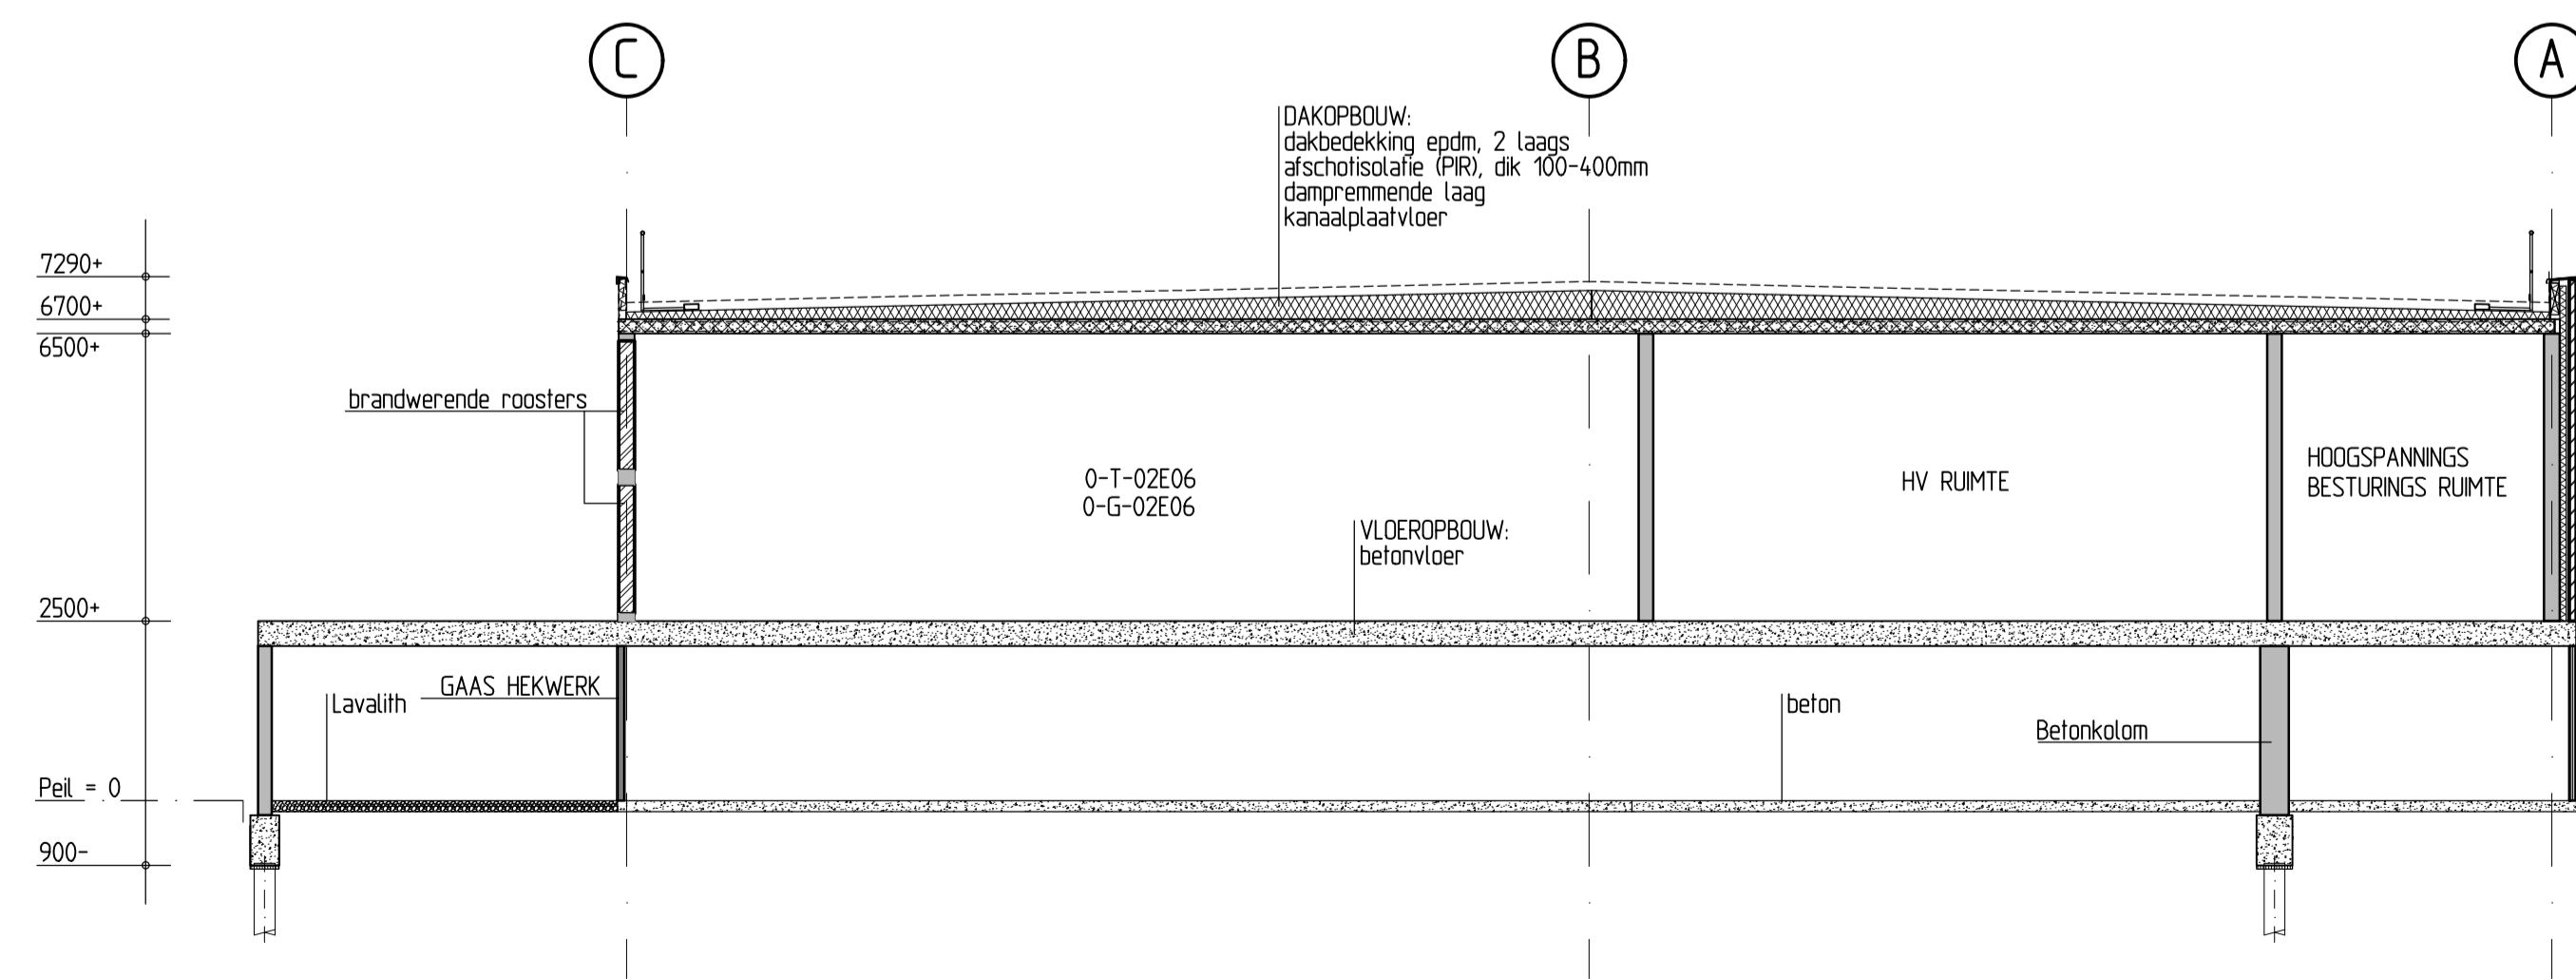 C
B
A
DAKOPBOUW:
dakbedekking epdm, 2 laags
afschotisolatie (PIR), dik 100-400mm
dampremmende laag
kanaalplaatvloer
7290+
6700+
6500+
brandwerende roosters
0-T-02E06
0-G-02E06
HV RUIMTE
HOOGSPANNINGS
BESTURINGS RUIMTE
VLOEROPBOUW:
betonvloer
2500+
GAAS HEKWERK
Lavalith
beton
Betonkolom
Peil = 0
900-